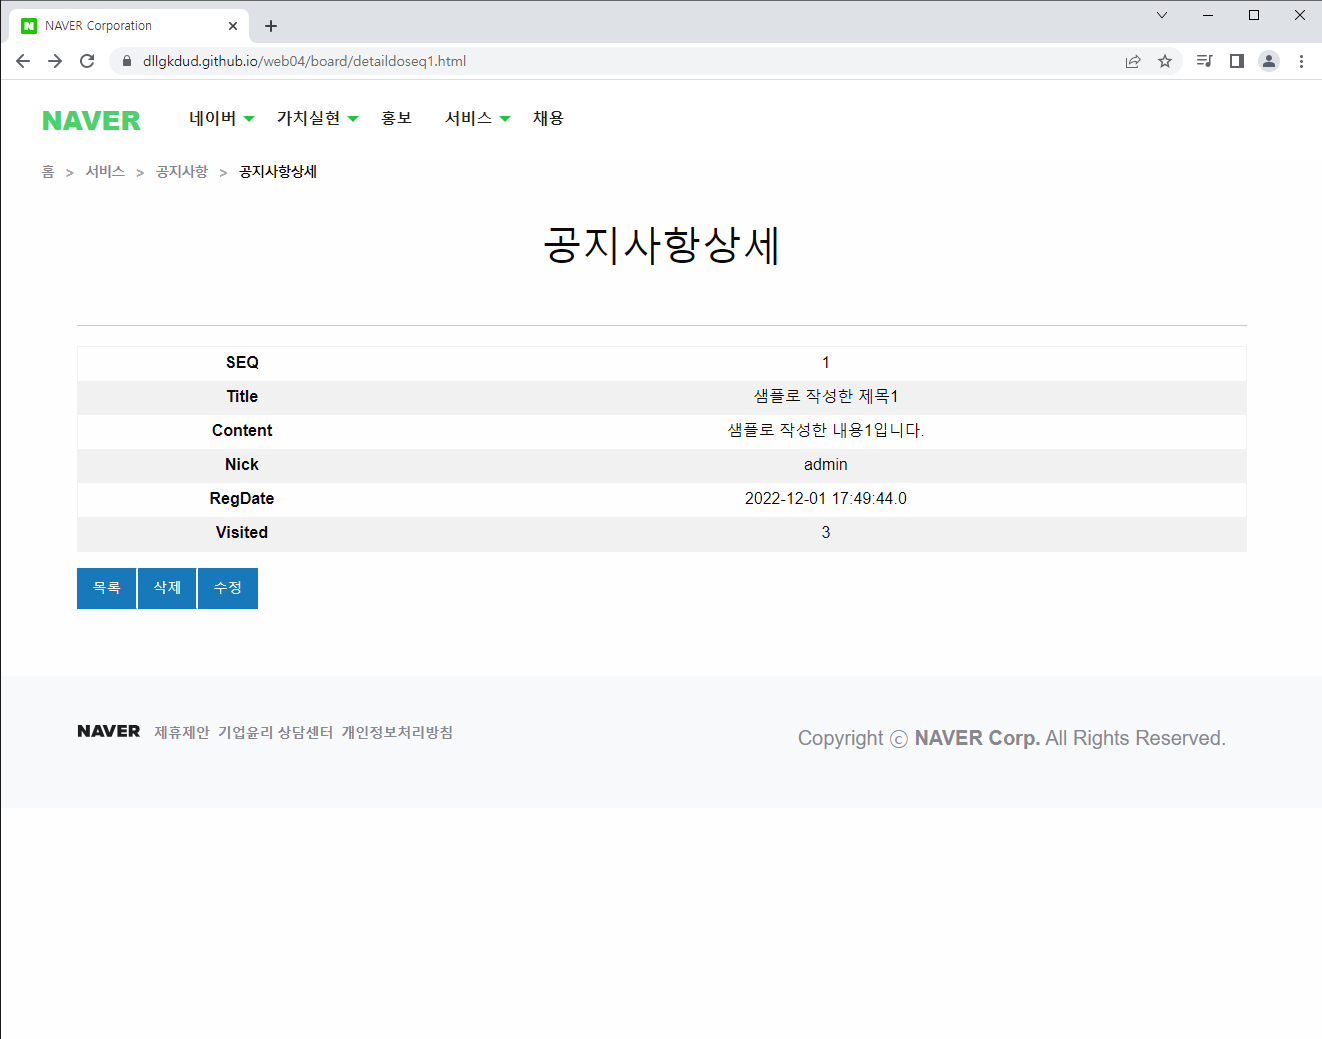 NAVER Corporation
dllgkdud.github.io/web04/board/detaildoseq1.html
NAVER 네이버 가치실현 홍보 서비스 채용
홈 > 서비스 > 공지사항 > 공지사항상세
공지사항상세
SEQ 1
Title 샘플로 작성한 제목1
Content 샘플로 작성한 내용1입니다.
Nick admin
RegDate 2022-12-01 17:49:44.0
Visited 3
목록 삭제 수정
NAVER 제휴제안 기업윤리 상담센터 개인정보처리방침
Copyright ⓒ NAVER Corp. All Rights Reserved.